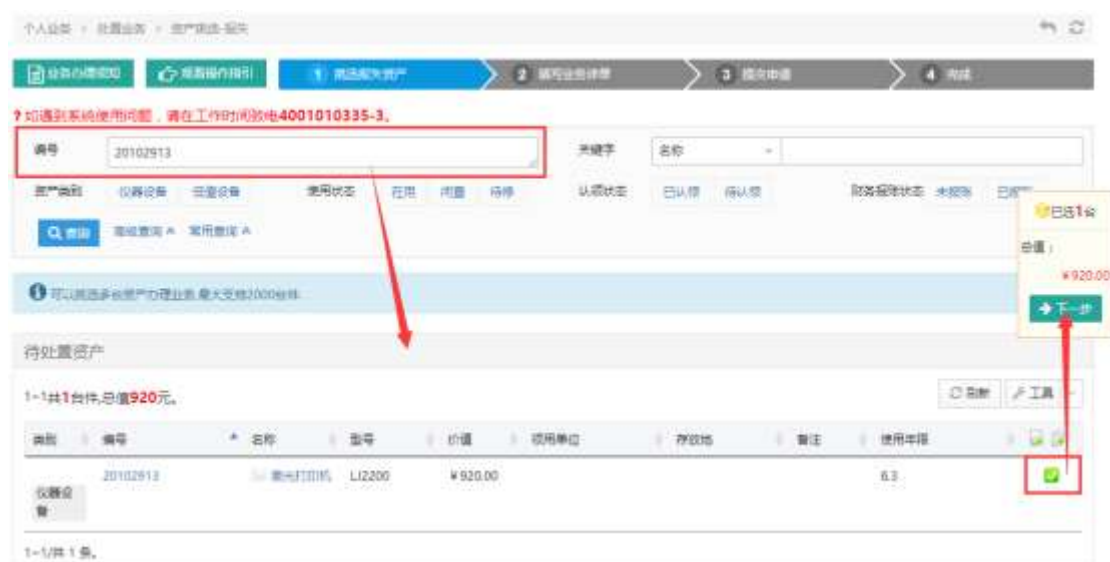 个人业务 > 处置业务 > 资产挑选-报失
业务办理须知 观看操作指引 1 挑选报失资产 2 填写业务详单 3 提交申请 4 完成
?如遇到系统使用问题，请在工作时间致电4001010335-3。
编号 20102913 关键字 名称
资产类别 仪器设备 使用状态 在用 闲置 待修 认领状态 已认领 待认领 财务报账状态 未报账
已选1台
查询 高级查询 常用查询
总值：
￥920.00
可以挑选多台资产办理业务,最大支持2000台件
下一步
待处置资产
1~1共1台件,总值920元。 刷新 工具
类别 编号 名称 型号 价值 领用单位 存放地 备注 使用年限
仪器设备 20102913 激光打印机 LJ2200 ￥920.00 6.3
1~1/共 1 条。